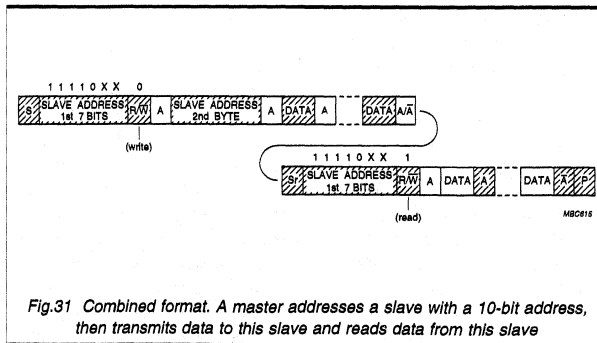 1 1 1 1 0 X X 0
S SLAVE ADDRESS 1st 7 BITS R/W̅ A SLAVE ADDRESS 2nd BYTE A DATA A DATA A/A̅
(write)
1 1 1 1 0 X X 1
Sr SLAVE ADDRESS 1st 7 BITS R/W̅ A DATA A DATA A̅ P
(read)
MBC615
Fig.31 Combined format. A master addresses a slave with a 10-bit address,
then transmits data to this slave and reads data from this slave